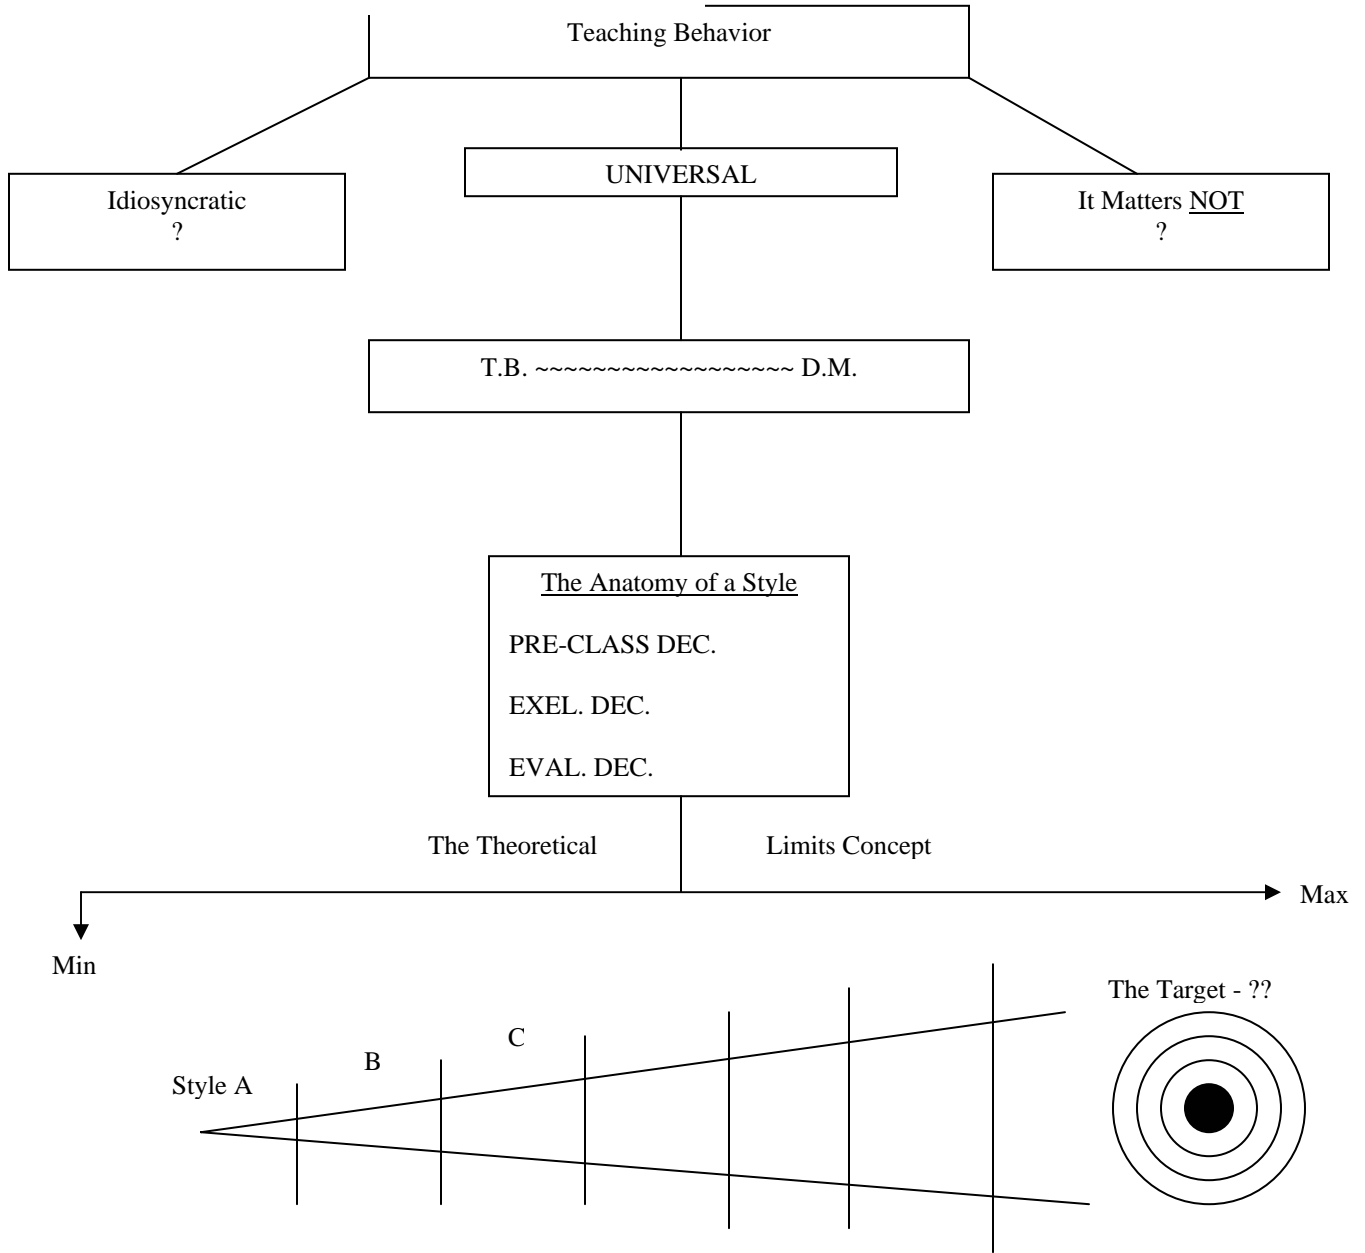 Teaching Behavior
UNIVERSAL
Idiosyncratic
?
It Matters NOT
?
T.B. ~~~~~~~~~~~~~~~~~~ D.M.
The Anatomy of a Style
PRE-CLASS DEC.
EXEL. DEC.
EVAL. DEC.
The Theoretical Limits Concept
Max
Min
The Target - ??
C
B
Style A